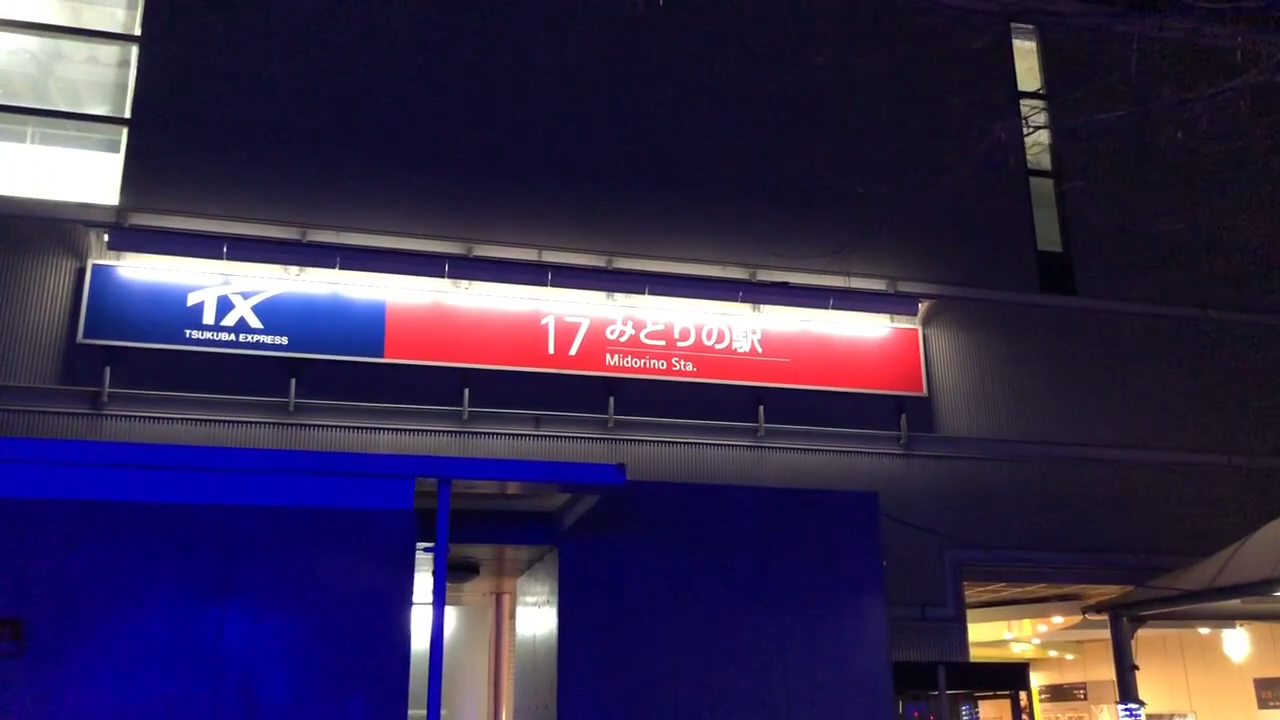 TX
TSUKUBA EXPRESS
17 みどりの駅
Midorino Sta.